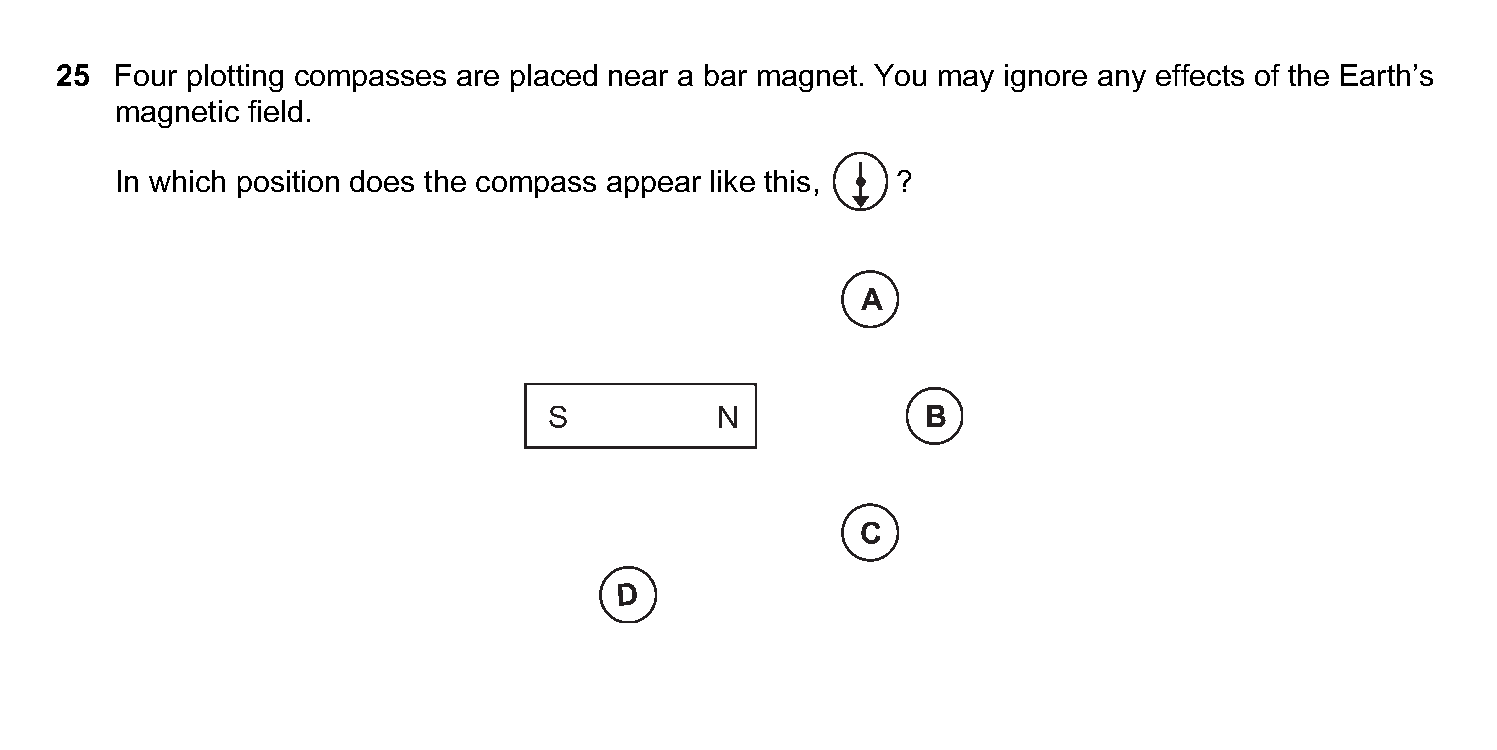 25 Four plotting compasses are placed near a bar magnet. You may ignore any effects of the Earth’s
magnetic field.
In which position does the compass appear like this, ?
A
S N B
C
D